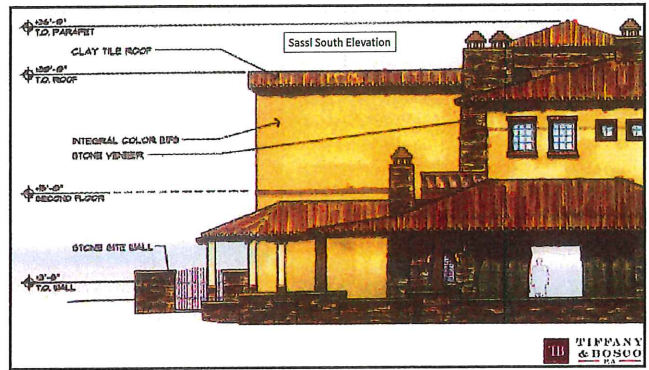 Sassi South Elevation
T.O. PARAPET
CLAY TILE ROOF
T.O. ROOF
INTEGRAL COLOR EIFS
STONE VENEER
SECOND FLOOR
STONE SITE WALL
T.O. WALL
TB
TIFFANY
& BOSCO
P.A.